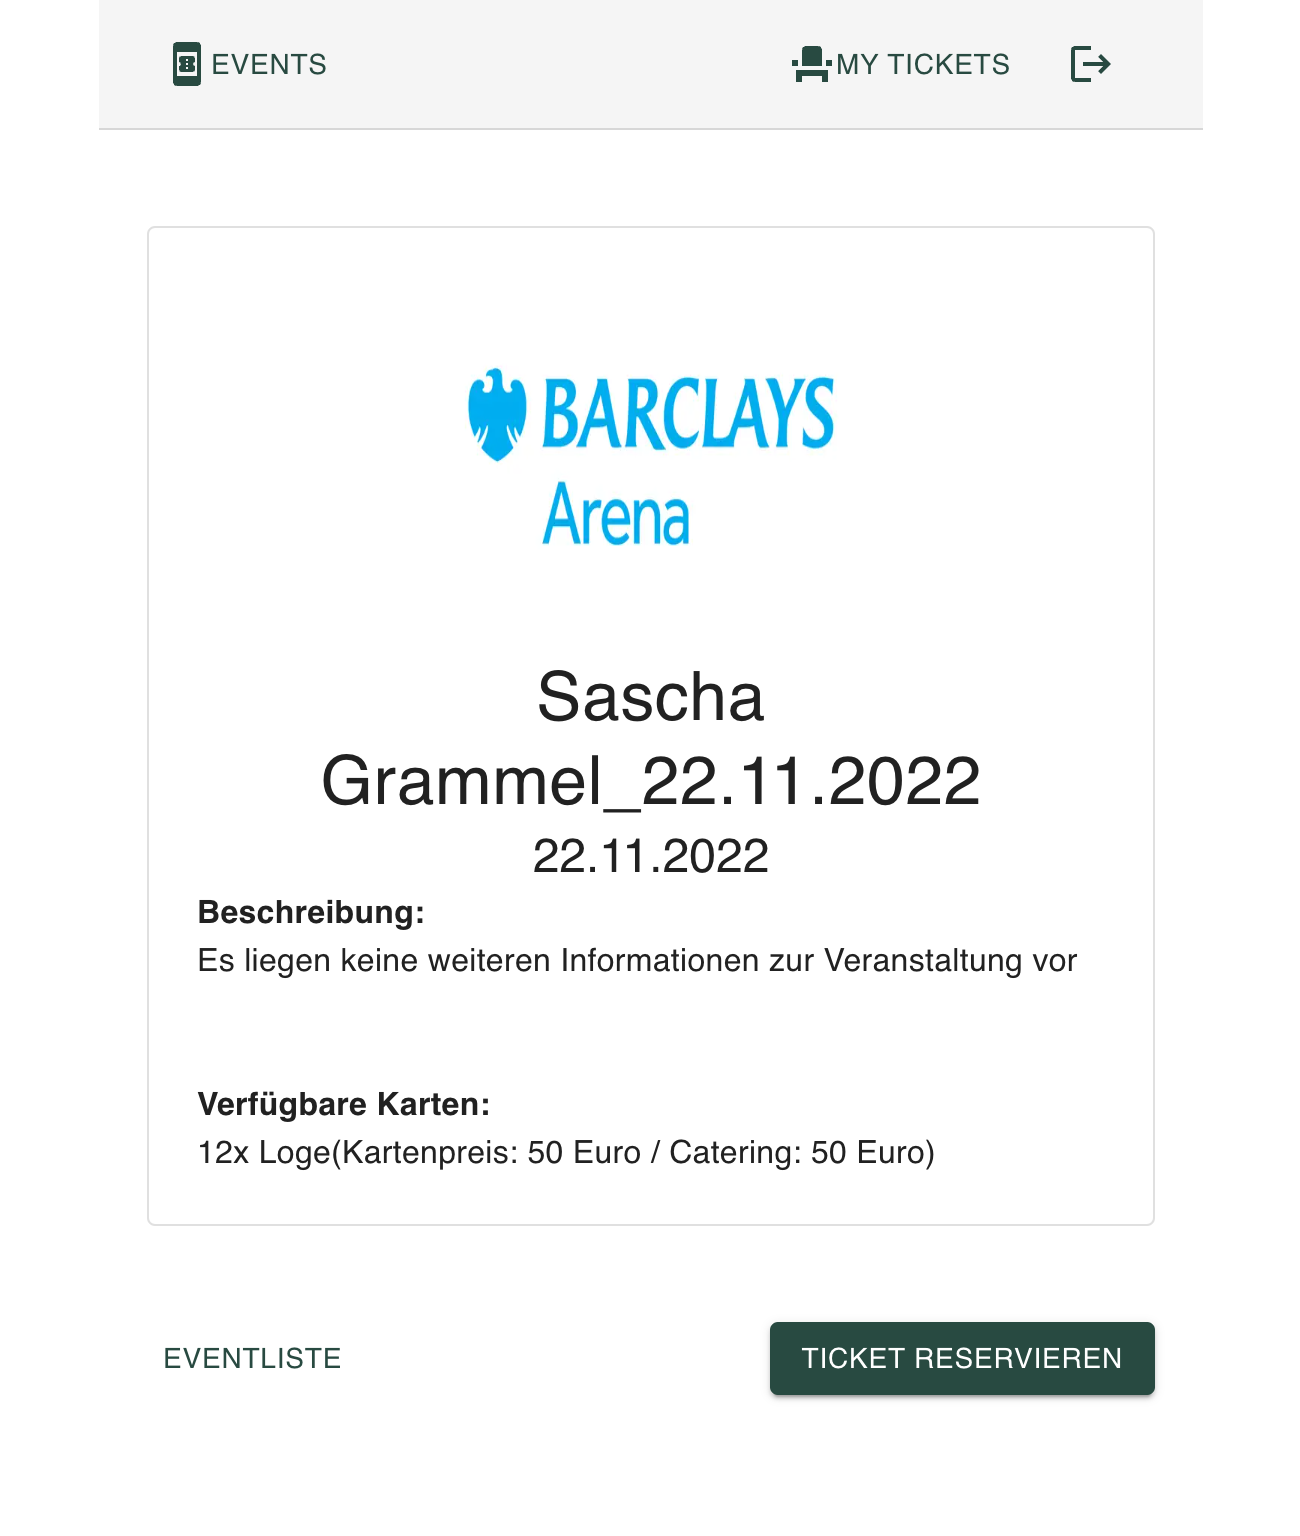 EVENTS
MY TICKETS
BARCLAYS
Arena
Sascha
Grammel_22.11.2022
22.11.2022
Beschreibung:
Es liegen keine weiteren Informationen zur Veranstaltung vor
Verfügbare Karten:
12x Loge(Kartenpreis: 50 Euro / Catering: 50 Euro)
EVENTLISTE
TICKET RESERVIEREN